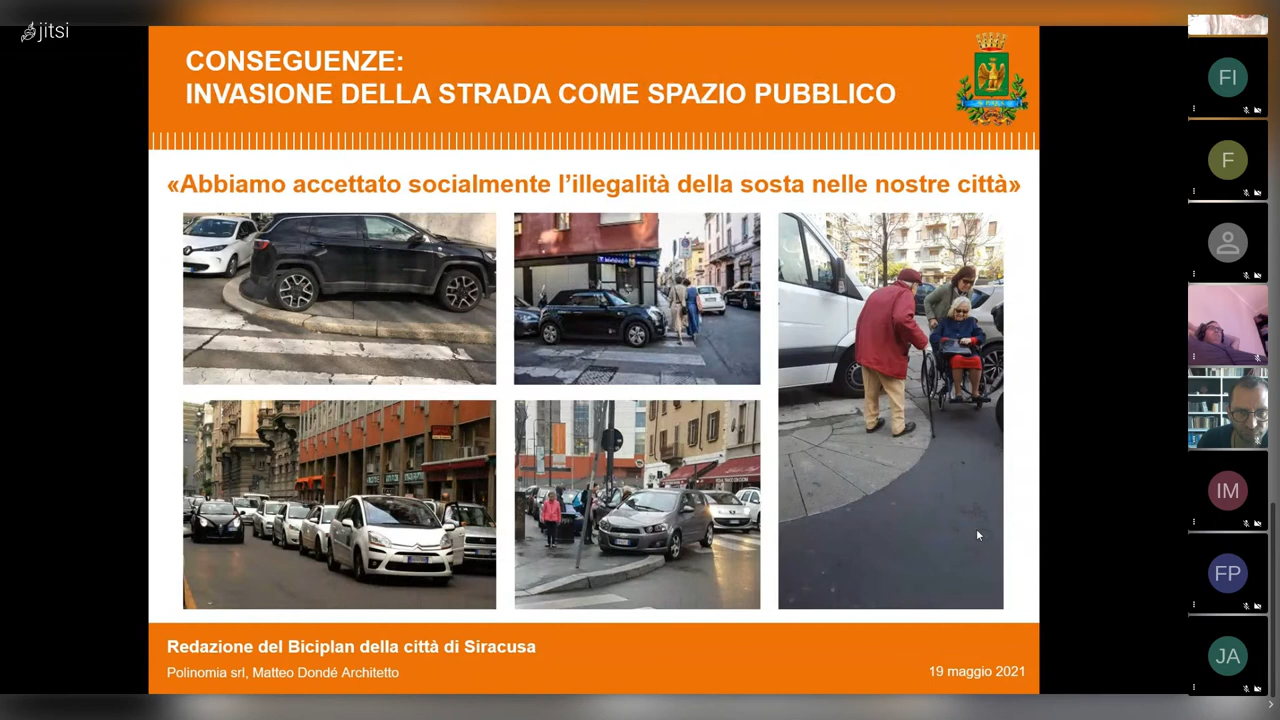 jitsi
CONSEGUENZE:
INVASIONE DELLA STRADA COME SPAZIO PUBBLICO
«Abbiamo accettato socialmente l’illegalità della sosta nelle nostre città»
Redazione del Biciplan della città di Siracusa
Polinomia srl, Matteo Dondé Architetto
19 maggio 2021
FI
F
IM
FP
JA